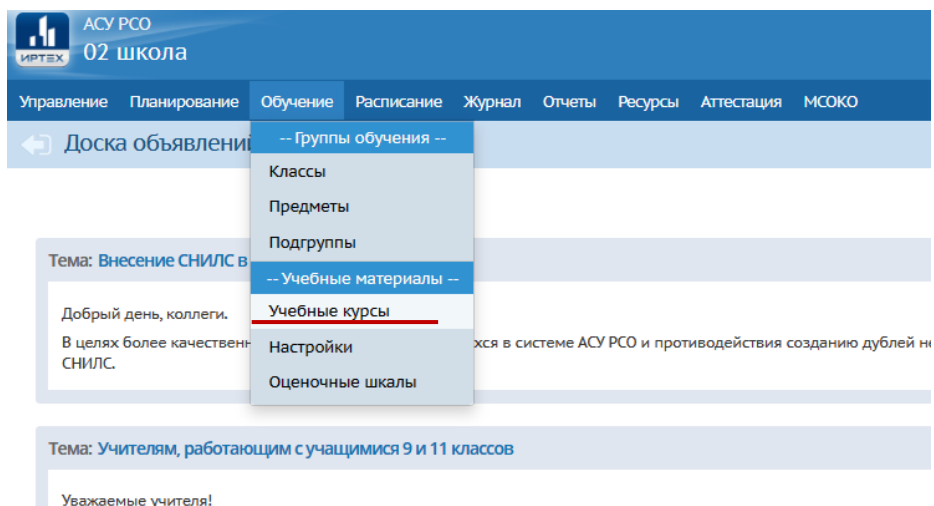 АСУ РСО
ИРТЕХ 02 школа
Управление Планирование Обучение Расписание Журнал Отчеты Ресурсы Аттестация МСОКО
Доска объявлени
-- Группы обучения --
Классы
Предметы
Подгруппы
-- Учебные материалы --
Учебные курсы
Настройки
Оценочные шкалы
Тема: Внесение СНИЛС в
Добрый день, коллеги.
В целях более качествен хся в системе АСУ РСО и противодействия созданию дублей не
СНИЛС.
Тема: Учителям, работающим с учащимися 9 и 11 классов
Уважаемые учителя!